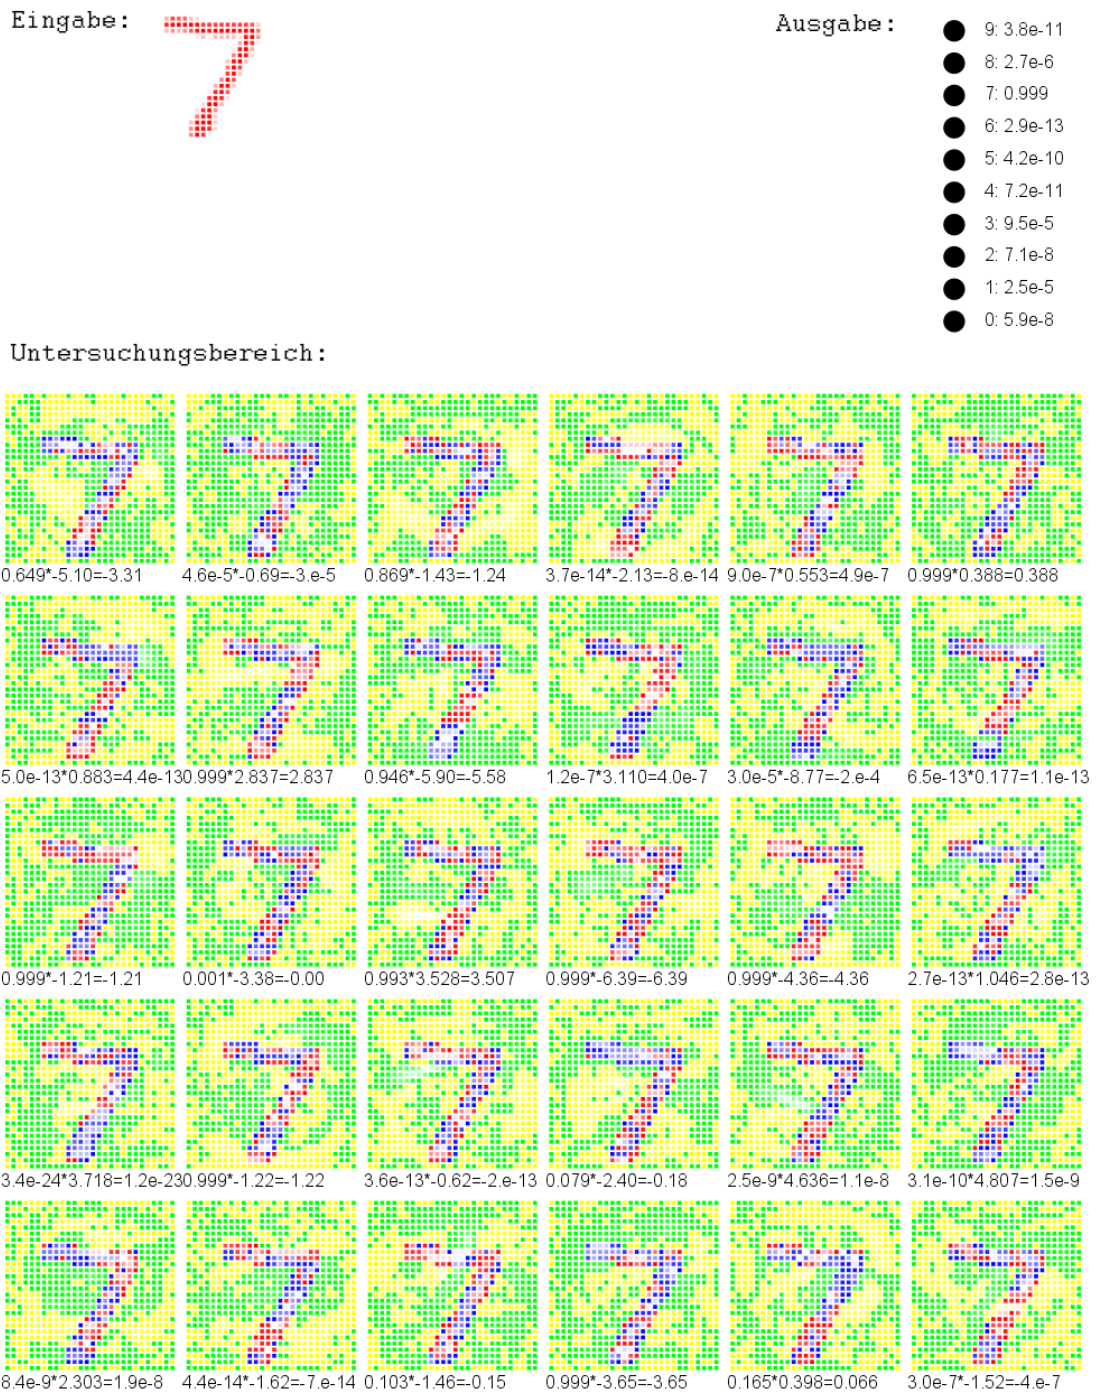 Eingabe:
Ausgabe:
9: 3.8e-11
8: 2.7e-6
7: 0.999
6: 2.9e-13
5: 4.2e-10
4: 7.2e-11
3: 9.5e-5
2: 7.1e-8
1: 2.5e-5
0: 5.9e-8
Untersuchungsbereich:
0.649*-5.10=-3.31 4.6e-5*-0.69=-3.e-5 0.869*-1.43=-1.24 3.7e-14*-2.13=-8.e-14 9.0e-7*0.553=4.9e-7 0.999*0.388=0.388
5.0e-13*0.883=4.4e-13 0.999*2.837=2.837 0.946*-5.90=-5.58 1.2e-7*3.110=4.0e-7 3.0e-5*-8.77=-2.e-4 6.5e-13*0.177=1.1e-13
0.999*-1.21=-1.21 0.001*-3.38=-0.00 0.993*3.528=3.507 0.999*-6.39=-6.39 0.999*-4.36=-4.36 2.7e-13*1.046=2.8e-13
3.4e-24*3.718=1.2e-23 0.999*-1.22=-1.22 3.6e-13*-0.62=-2.e-13 0.079*-2.40=-0.18 2.5e-9*4.636=1.1e-8 3.1e-10*4.807=1.5e-9
8.4e-9*2.303=1.9e-8 4.4e-14*-1.62=-7.e-14 0.103*-1.46=-0.15 0.999*-3.65=-3.65 0.165*0.398=0.066 3.0e-7*-1.52=-4.e-7